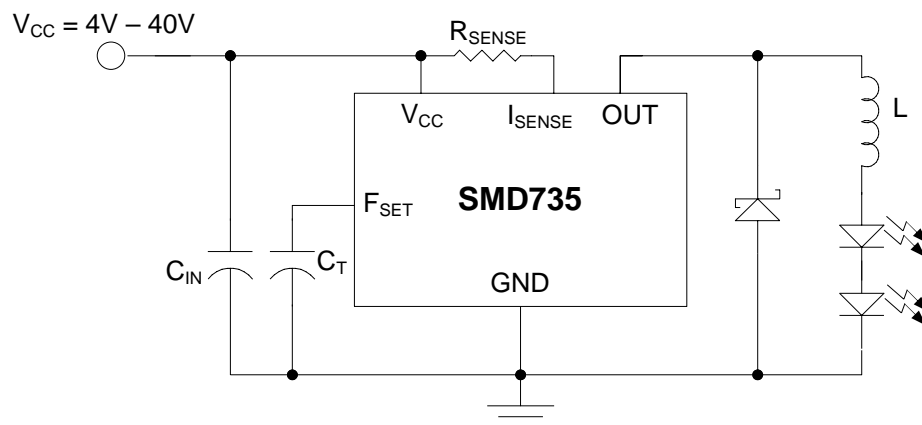 V_CC = 4V – 40V
R_SENSE
V_CC
I_SENSE
OUT
L
F_SET
SMD735
C_IN
C_T
GND